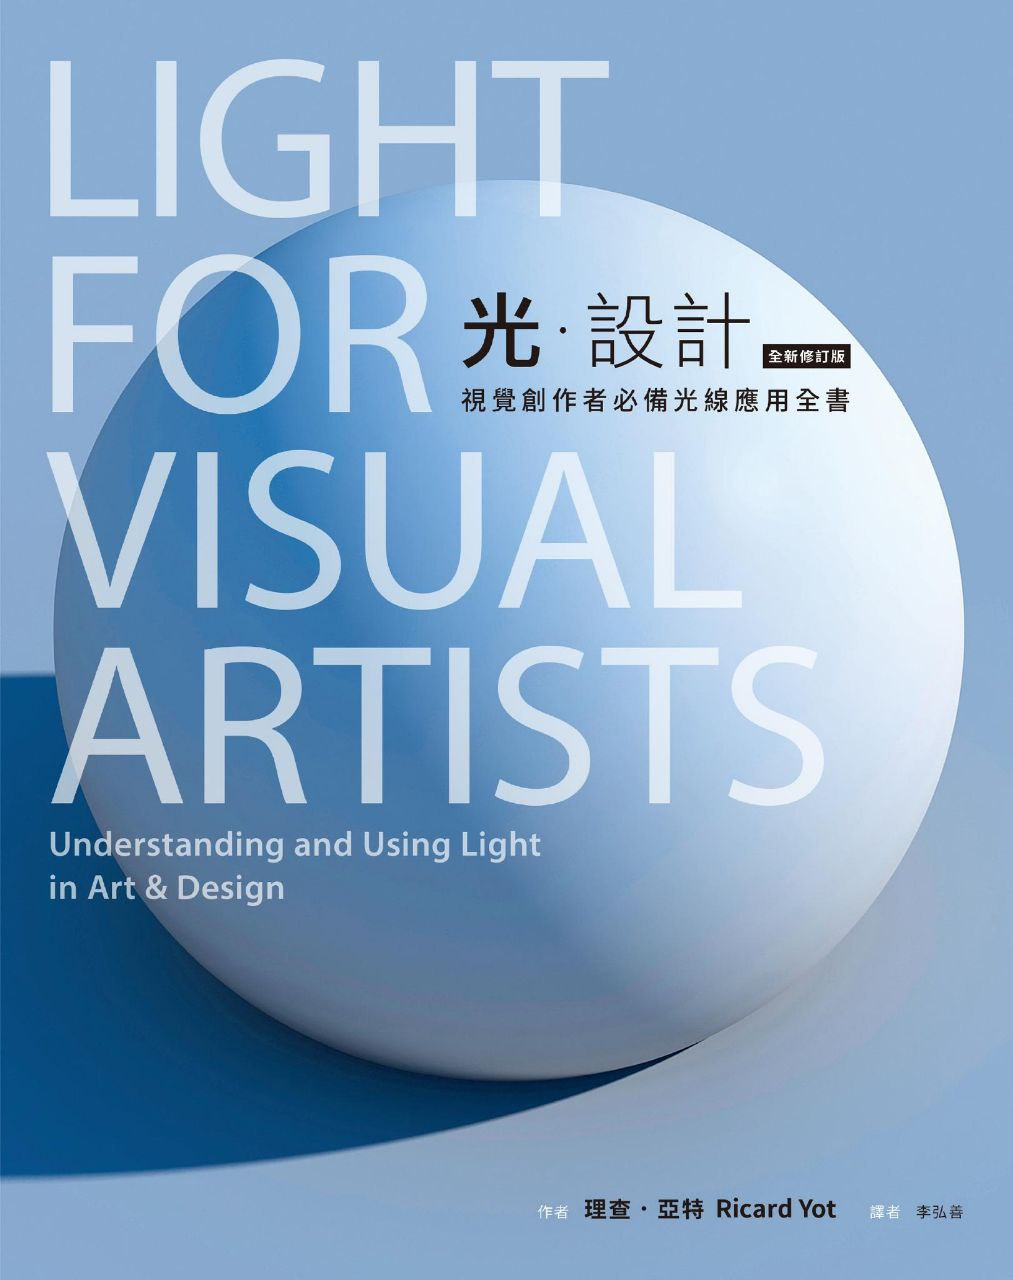 LIGHT
FOR
光·設計 全新修訂版
視覺創作者必備光線應用全書
VISUAL
ARTISTS
Understanding and Using Light
in Art & Design
作者 理查·亞特 Ricard Yot 譯者 李弘善